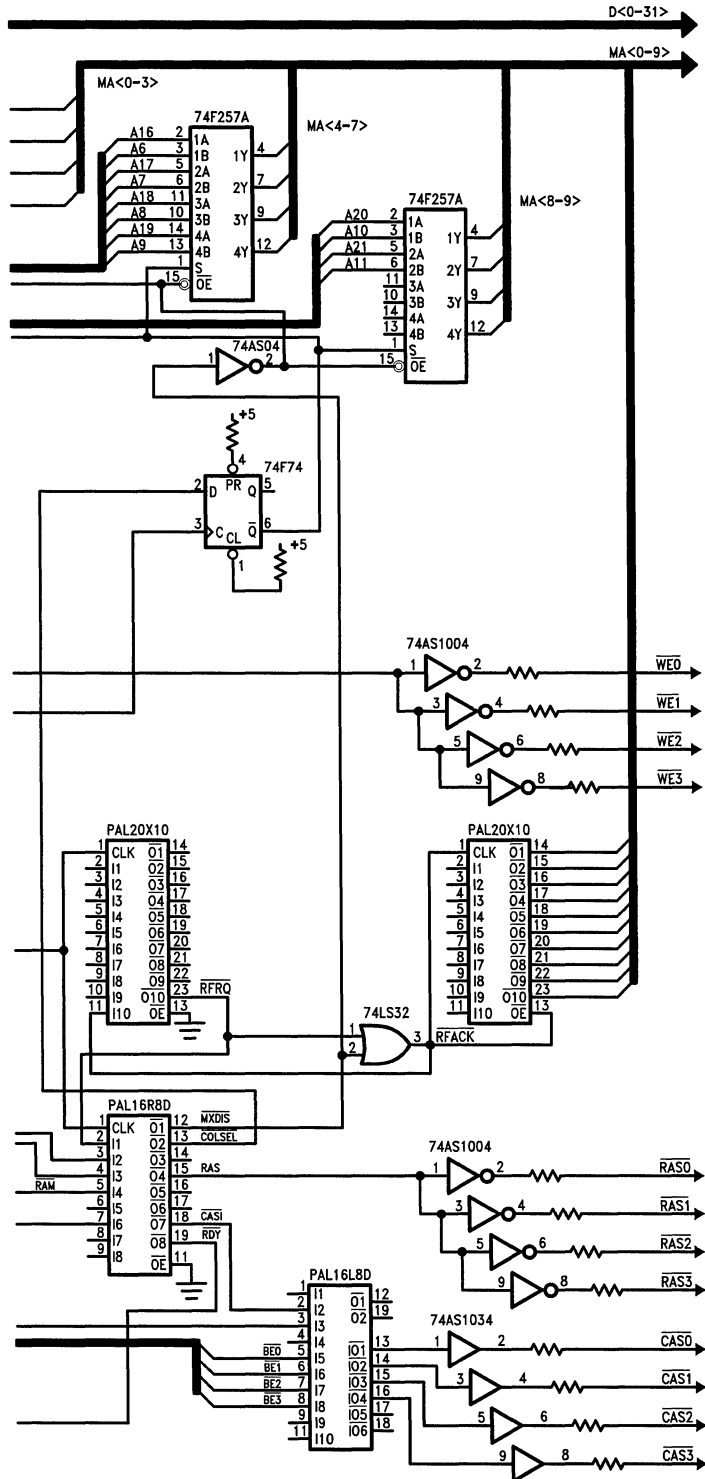 D<0-31>
MA<0-9>
MA<0-3>
74F257A
MA<4-7>
A16 2 1A
A6 3 1B 1Y 4
A17 5 2A
A7 6 2B 2Y 7
A18 11 3A
A8 10 3B 3Y 9
A19 14 4A
A9 13 4B 4Y 12
1 S
15 OE
74F257A
MA<8-9>
A20 2 1A
A10 3 1B 1Y 4
A21 5 2A
A11 6 2B 2Y 7
11 3A
10 3B 3Y 9
14 4A
13 4B 4Y 12
1 S
15 OE
74AS04
1 2
+5
4 74F74
2 D PR Q 5
3 C Q 6
CL
1 +5
74AS1004
1 2 WE0
3 4 WE1
5 6 WE2
9 8 WE3
PAL20X10
1 CLK O1 14
2 I1 O2 15
3 I2 O3 16
4 I3 O4 17
5 I4 O5 18
6 I5 O6 19
7 I6 O7 20
8 I7 O8 21
9 I8 O9 22
10 I9 O10 23 RFRQ
11 I10 OE 13
PAL20X10
1 CLK O1 14
2 I1 O2 15
3 I2 O3 16
4 I3 O4 17
5 I4 O5 18
6 I5 O6 19
7 I6 O7 20
8 I7 O8 21
9 I8 O9 22
10 I9 O10 23
11 I10 OE 13
74LS32
1
2 3 RFACK
PAL16R8D
1 CLK O1 12 MXDIS
2 I1 O2 13 COLSEL
3 I2 O3 14
4 I3 O4 15 RAS
RAM 5 I4 O5 16
6 I5 O6 17
7 I6 O7 18 CASI
8 I7 O8 19 RDY
9 I8 OE 11
74AS1004
1 2 RAS0
3 4 RAS1
5 6 RAS2
9 8 RAS3
PAL16L8D
1 I1 O1 12
2 I2 O2 19
3 I3
4 I4 IO1 13
BE0 5 I5 IO2 14
BE1 6 I6 IO3 15
BE2 7 I7 IO4 16
BE3 8 I8 IO5 17
9 I9 IO6 18
11 I10
74AS1034
1 2 CAS0
3 4 CAS1
5 6 CAS2
9 8 CAS3